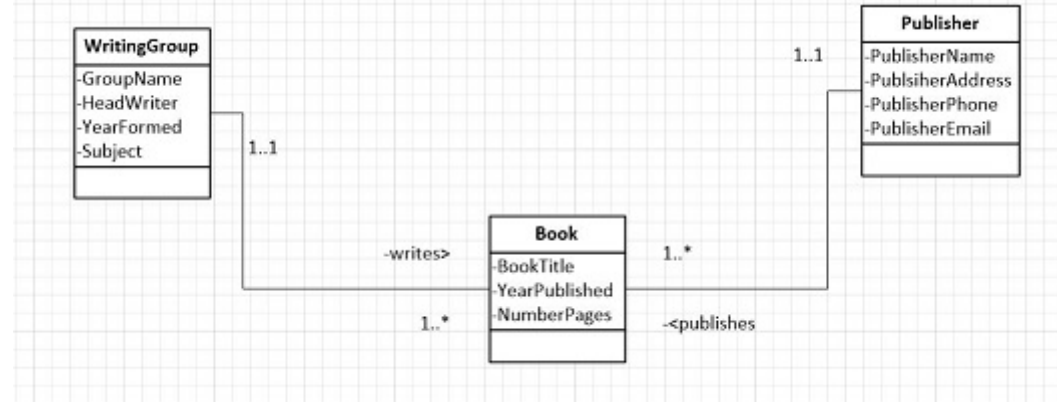 WritingGroup
-GroupName
-HeadWriter
-YearFormed
-Subject
1..1
Publisher
-PublisherName
-PublsiherAddress
-PublisherPhone
-PublisherEmail
1..1
-writes>
1..*
Book
-BookTitle
-YearPublished
-NumberPages
1..*
-<publishes